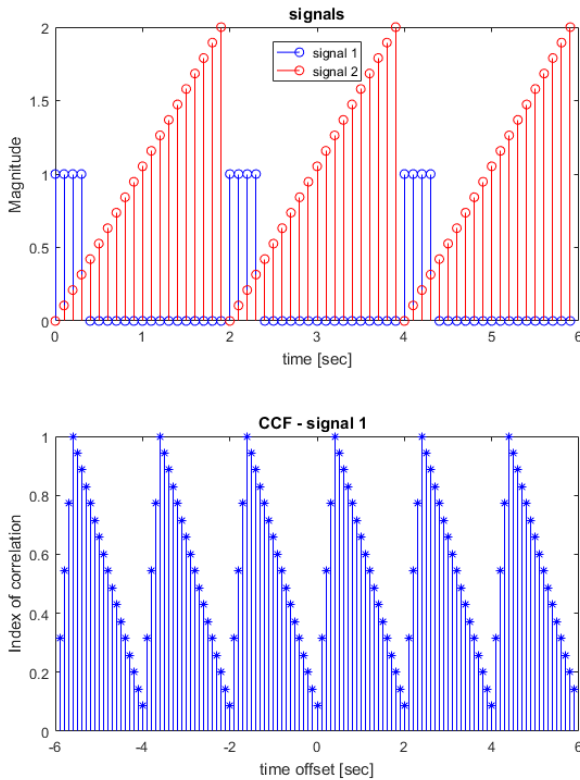 signals
2
1.5
1
0.5
0
Magnitude
signal 1
signal 2
0 1 2 3 4 5 6
time [sec]
CCF - signal 1
1
0.8
0.6
0.4
0.2
0
Index of correlation
-6 -4 -2 0 2 4 6
time offset [sec]